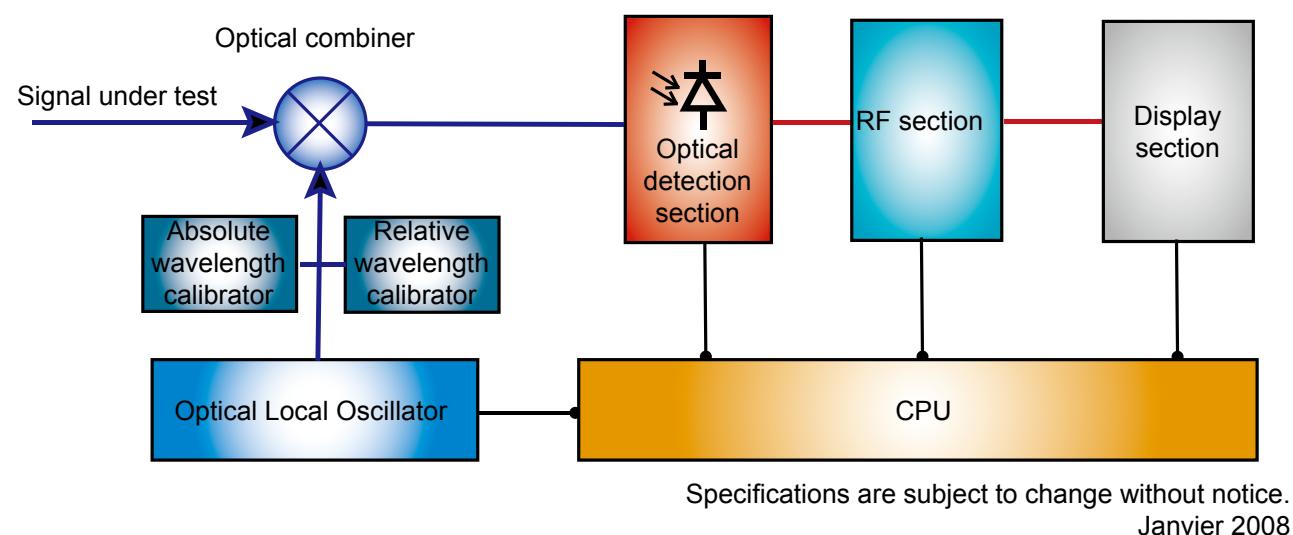 Optical combiner
Signal under test
Optical
detection
section
RF section
Display
section
Absolute
wavelength
calibrator
Relative
wavelength
calibrator
Optical Local Oscillator
CPU
Specifications are subject to change without notice.
Janvier 2008